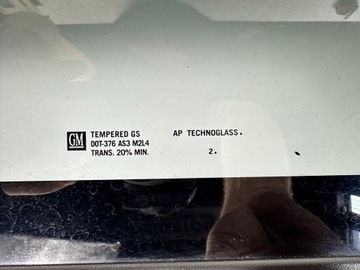 GM
TEMPERED GS AP TECHNOGLASS.
DOT-376 AS3 M2L4
TRANS. 20% MIN. 2.